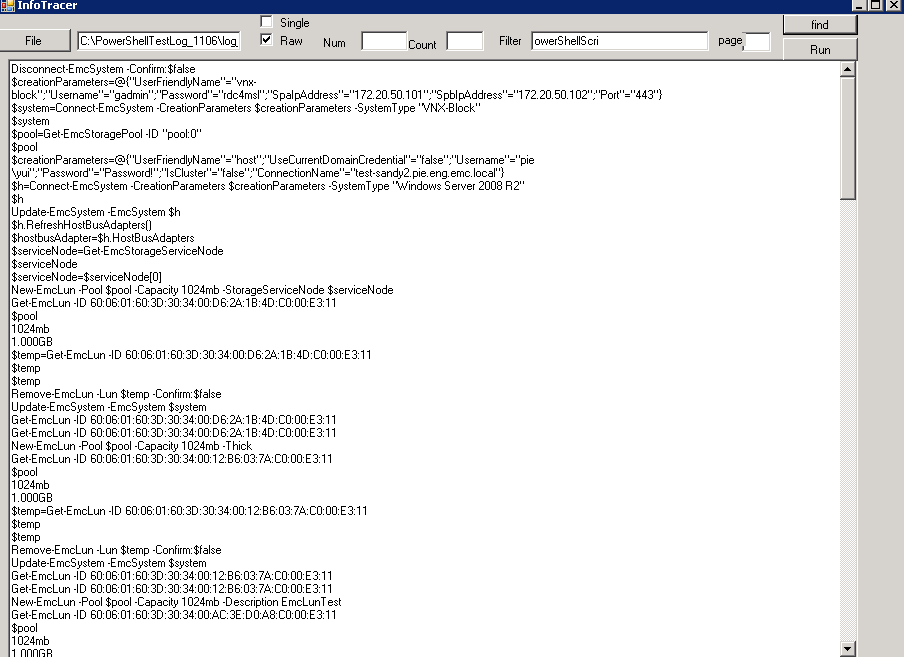 InfoTracer
File
C:\PowerShellTestLog_1106\log_
Single
Raw
Num
Count
Filter
owerShellScri
page
find
Run
Disconnect-EmcSystem -Confirm:$false
$creationParameters=@{"UserFriendlyName"="vnx-
block";"Username"="gadmin";"Password"="rdc4msl";"SpaIpAddress"="172.20.50.101";"SpbIpAddress"="172.20.50.102";"Port"="443"}
$system=Connect-EmcSystem -CreationParameters $creationParameters -SystemType "VNX-Block"
$system
$pool=Get-EmcStoragePool -ID "pool:0"
$pool
$creationParameters=@{"UserFriendlyName"="host";"UseCurrentDomainCredential"="false";"Username"="pie
\yui";"Password"="Password!";"IsCluster"="false";"ConnectionName"="test-sandy2.pie.eng.emc.local"}
$h=Connect-EmcSystem -CreationParameters $creationParameters -SystemType "Windows Server 2008 R2"
$h
Update-EmcSystem -EmcSystem $h
$h.RefreshHostBusAdapters()
$hostbusAdapter=$h.HostBusAdapters
$serviceNode=Get-EmcStorageServiceNode
$serviceNode
$serviceNode=$serviceNode[0]
New-EmcLun -Pool $pool -Capacity 1024mb -StorageServiceNode $serviceNode
Get-EmcLun -ID 60:06:01:60:3D:30:34:00:D6:2A:1B:4D:C0:00:E3:11
$pool
1024mb
1.000GB
$temp=Get-EmcLun -ID 60:06:01:60:3D:30:34:00:D6:2A:1B:4D:C0:00:E3:11
$temp
$temp
Remove-EmcLun -Lun $temp -Confirm:$false
Update-EmcSystem -EmcSystem $system
Get-EmcLun -ID 60:06:01:60:3D:30:34:00:D6:2A:1B:4D:C0:00:E3:11
Get-EmcLun -ID 60:06:01:60:3D:30:34:00:D6:2A:1B:4D:C0:00:E3:11
New-EmcLun -Pool $pool -Capacity 1024mb -Thick
Get-EmcLun -ID 60:06:01:60:3D:30:34:00:12:B6:03:7A:C0:00:E3:11
$pool
1024mb
1.000GB
$temp=Get-EmcLun -ID 60:06:01:60:3D:30:34:00:12:B6:03:7A:C0:00:E3:11
$temp
$temp
Remove-EmcLun -Lun $temp -Confirm:$false
Update-EmcSystem -EmcSystem $system
Get-EmcLun -ID 60:06:01:60:3D:30:34:00:12:B6:03:7A:C0:00:E3:11
Get-EmcLun -ID 60:06:01:60:3D:30:34:00:12:B6:03:7A:C0:00:E3:11
New-EmcLun -Pool $pool -Capacity 1024mb -Description EmcLunTest
Get-EmcLun -ID 60:06:01:60:3D:30:34:00:AC:3E:D0:A8:C0:00:E3:11
$pool
1024mb
1.000GB